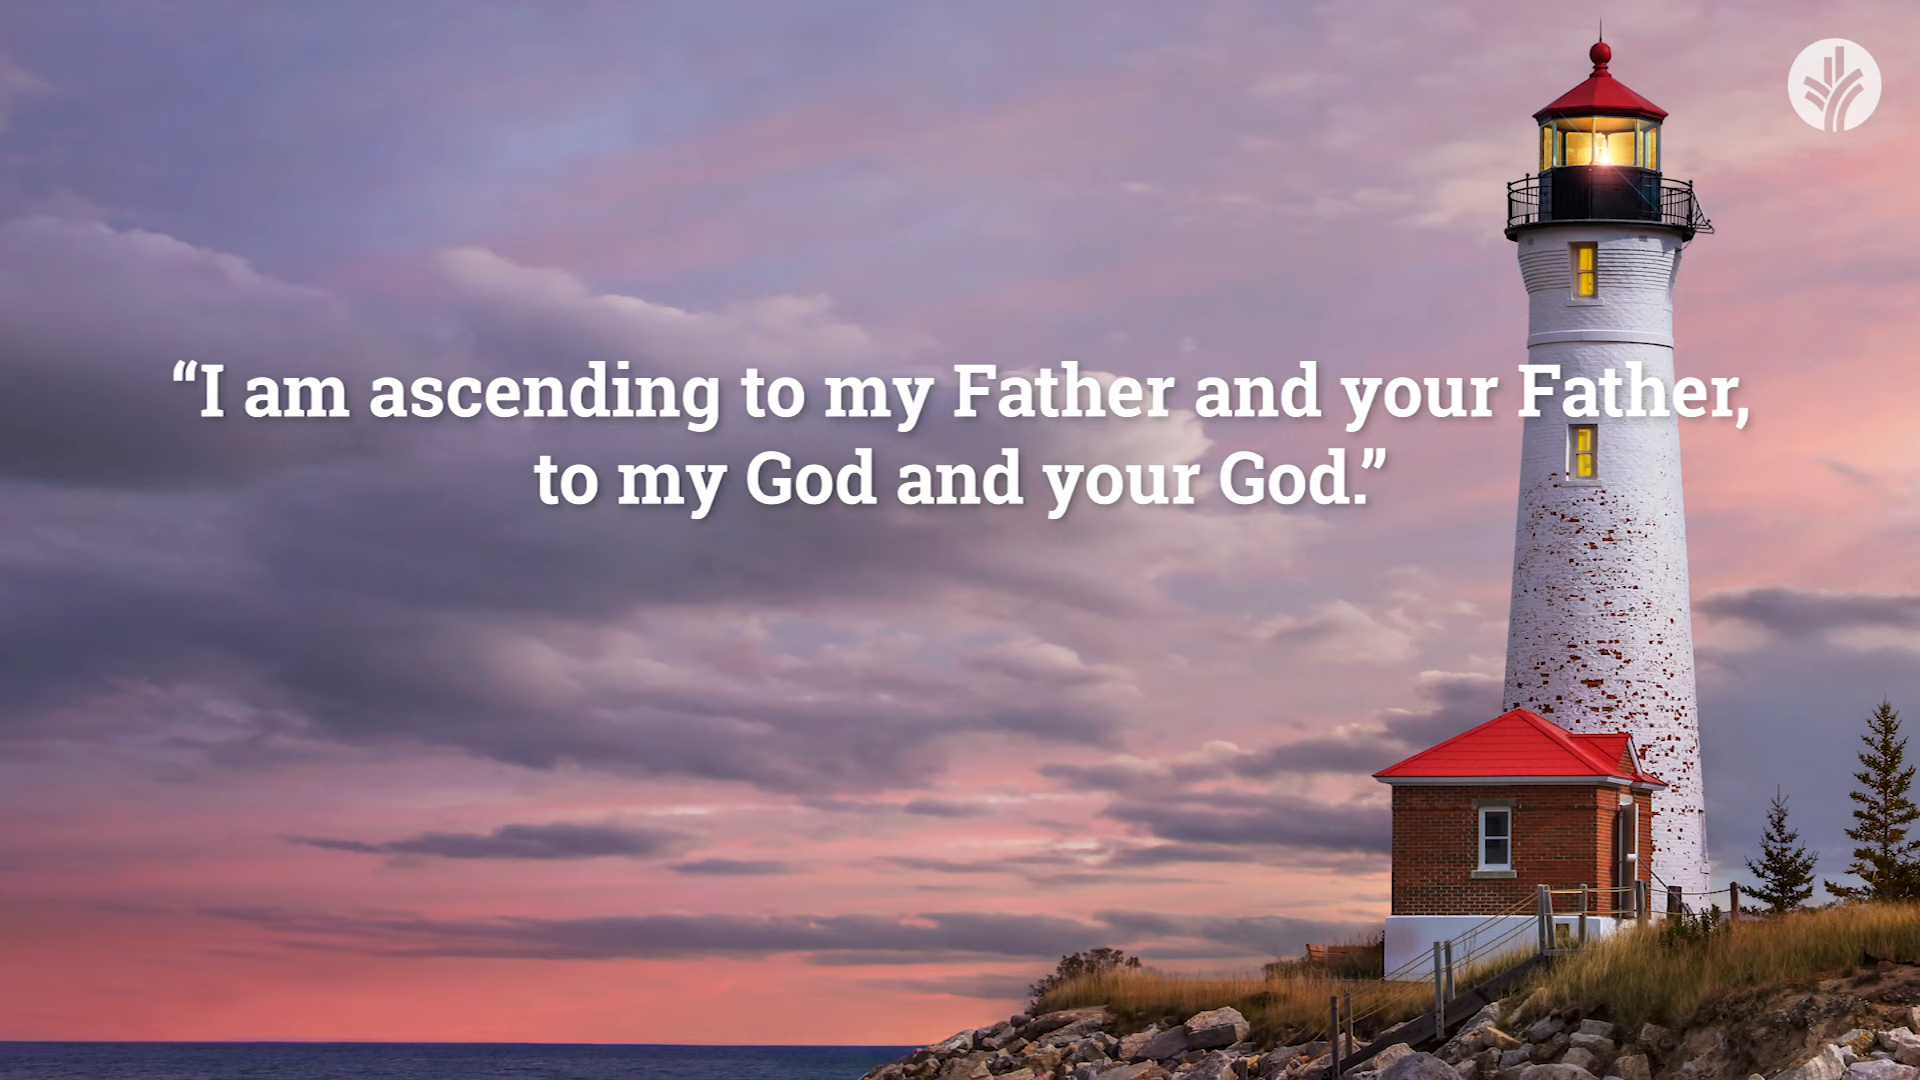 “I am ascending to my Father and your Father,
to my God and your God.”